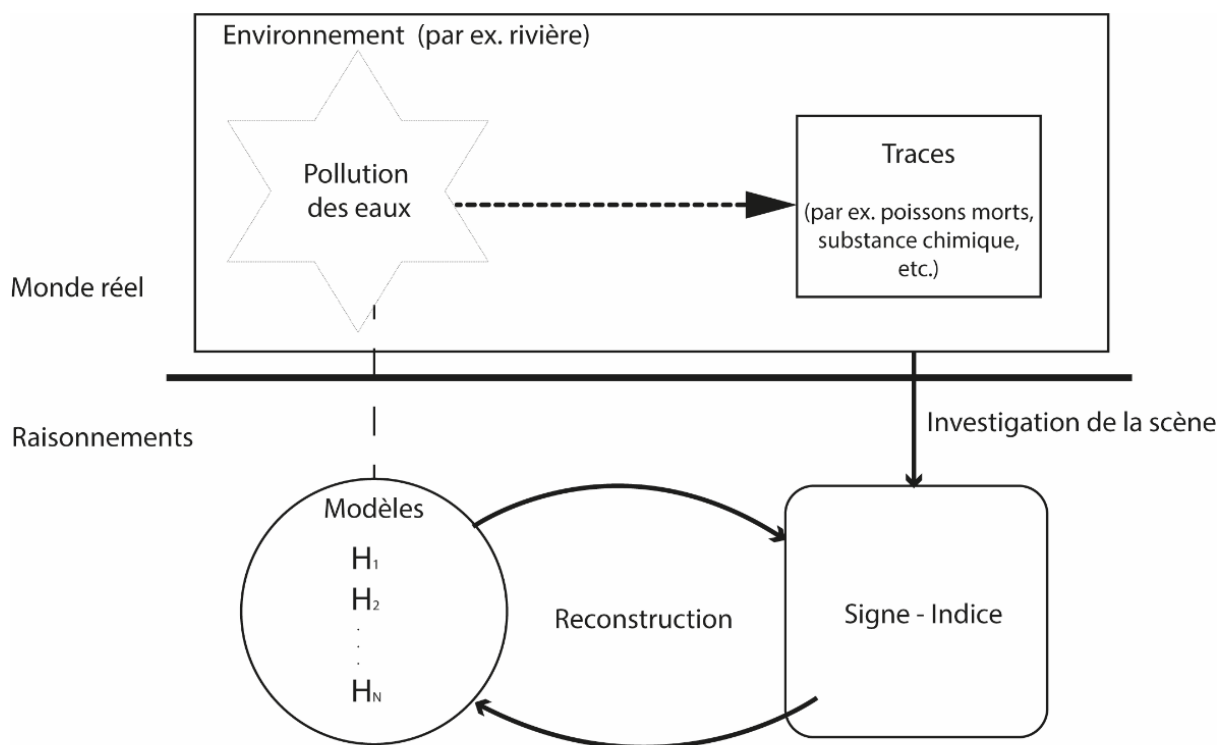 Environnement (par ex. rivière)
Pollution
des eaux
Traces
(par ex. poissons morts,
substance chimique,
etc.)
Monde réel
Raisonnements
Investigation de la scène
Modèles
H₁
H₂
.
.
.
Hₙ
Reconstruction
Signe - Indice